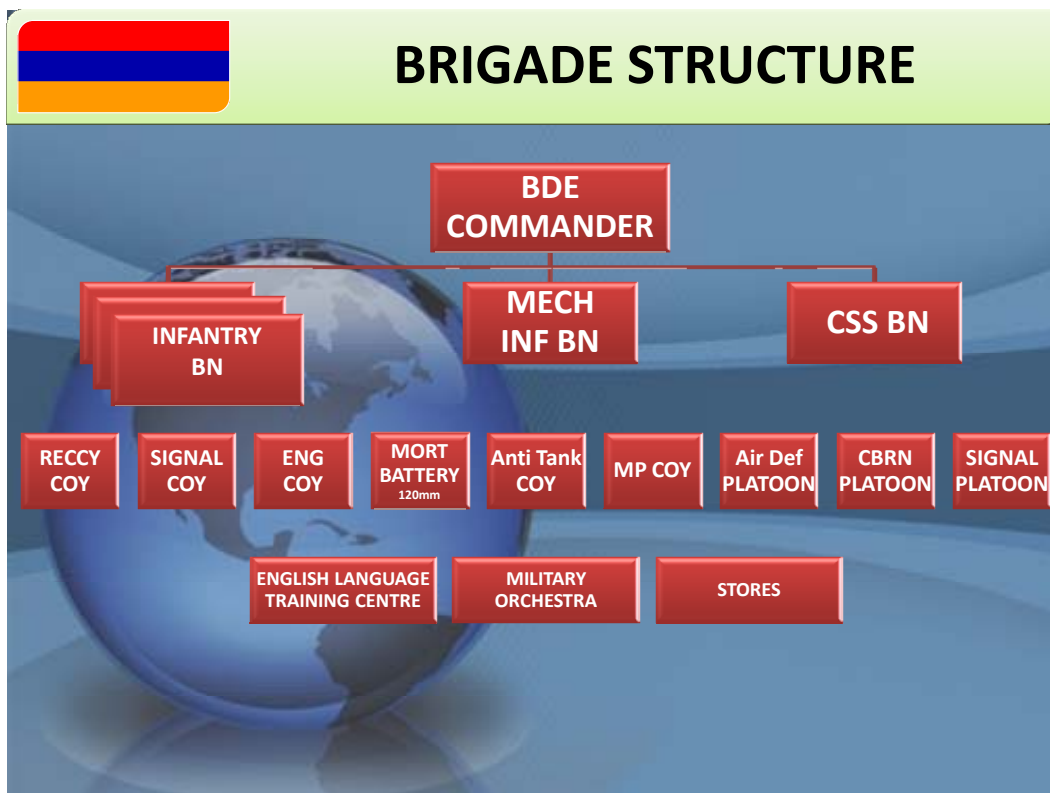 BRIGADE STRUCTURE
BDE
COMMANDER
INFANTRY
BN
MECH
INF BN
CSS BN
RECCY
COY
SIGNAL
COY
ENG
COY
MORT
BATTERY
120mm
Anti Tank
COY
MP COY
Air Def
PLATOON
CBRN
PLATOON
SIGNAL
PLATOON
ENGLISH LANGUAGE
TRAINING CENTRE
MILITARY
ORCHESTRA
STORES